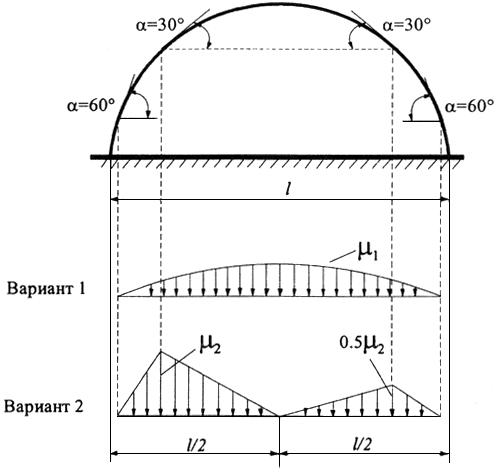 α=30° α=30°
α=60° α=60°
l
μ₁
Вариант 1
μ₂ 0.5μ₂
Вариант 2
l/2 l/2